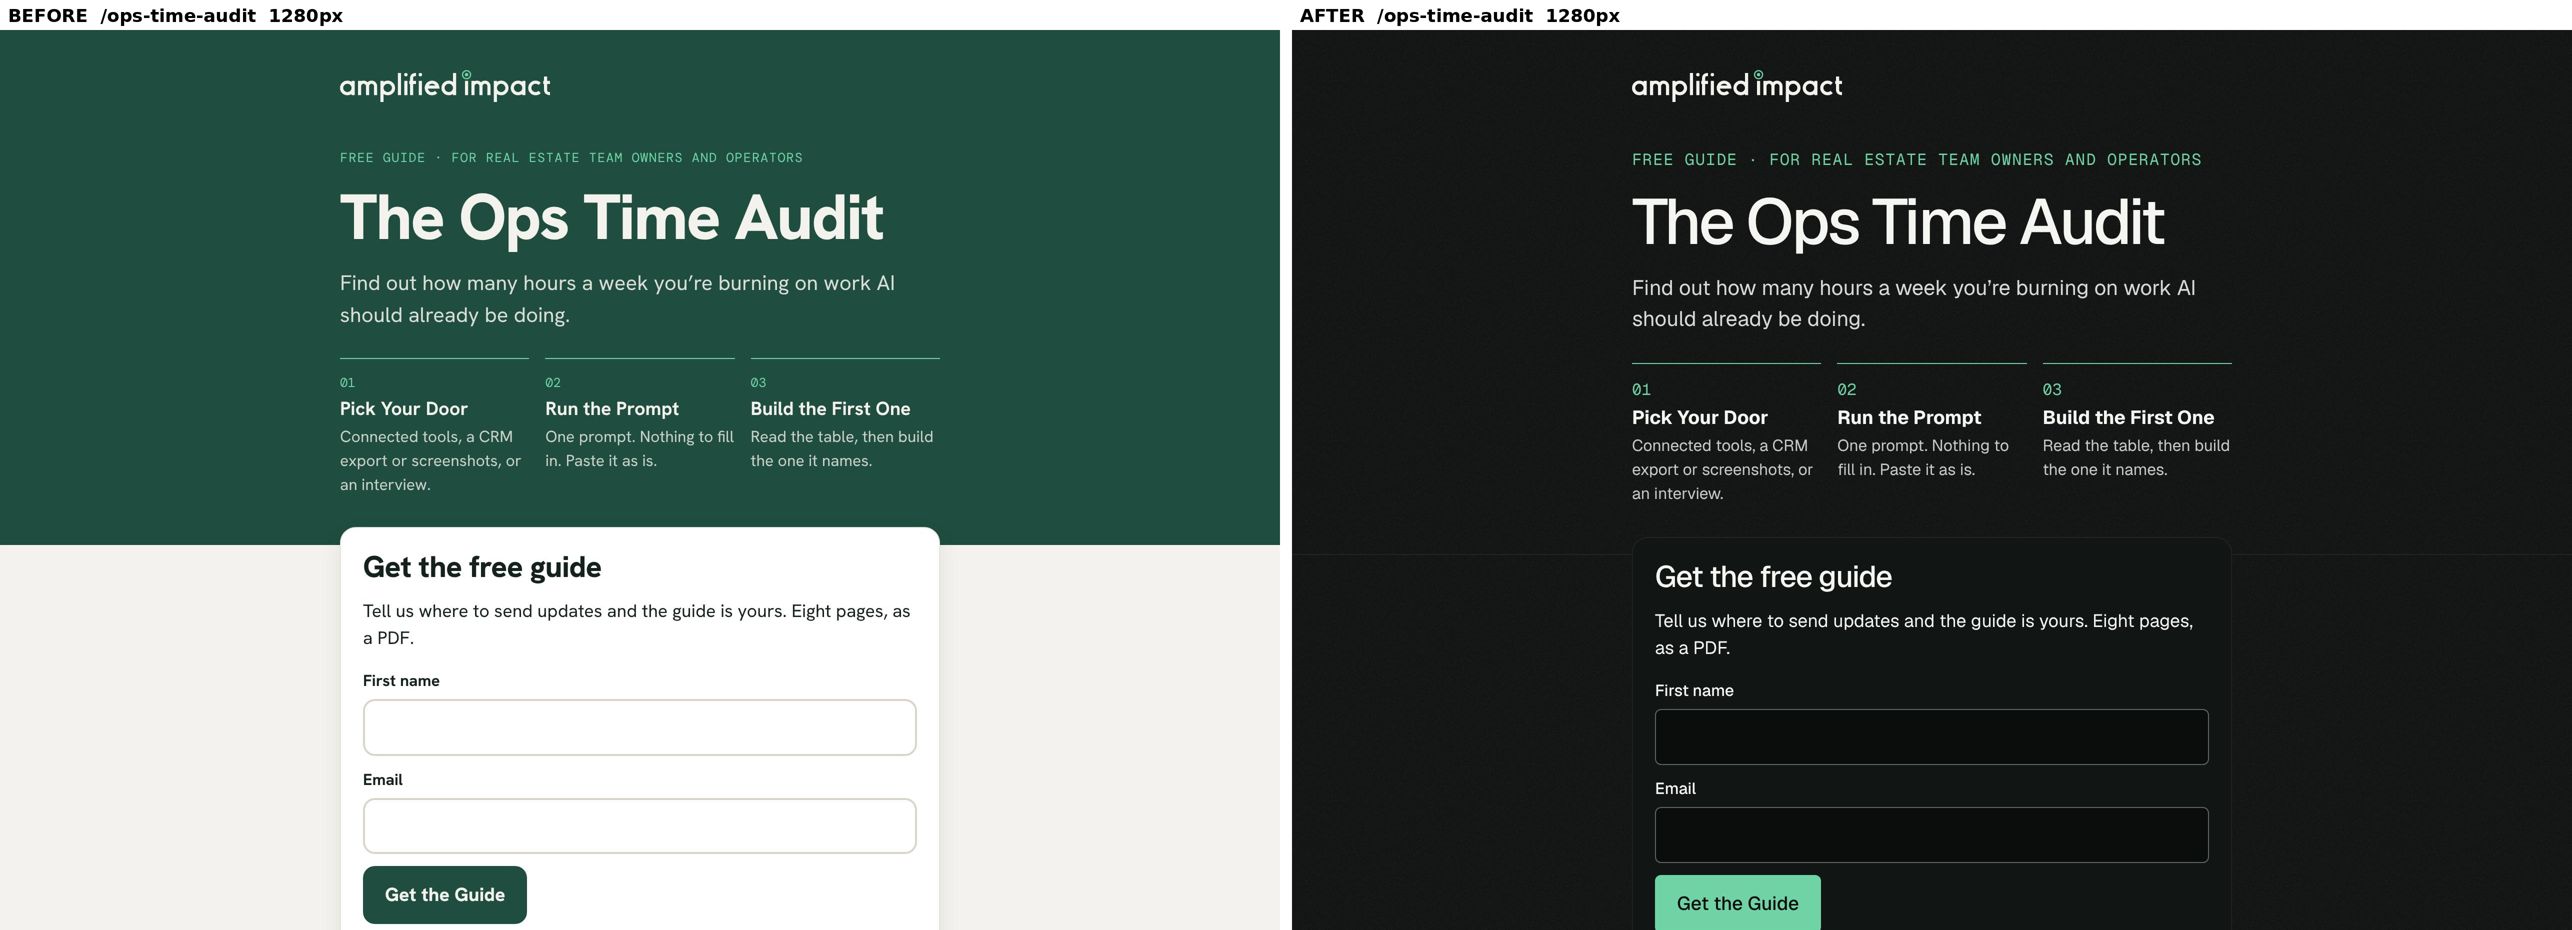 BEFORE /ops-time-audit 1280px
amplified impact
FREE GUIDE · FOR REAL ESTATE TEAM OWNERS AND OPERATORS
The Ops Time Audit
Find out how many hours a week you’re burning on work AI
should already be doing.
01
Pick Your Door
Connected tools, a CRM
export or screenshots, or
an interview.
02
Run the Prompt
One prompt. Nothing to fill
in. Paste it as is.
03
Build the First One
Read the table, then build
the one it names.
Get the free guide
Tell us where to send updates and the guide is yours. Eight pages, as
a PDF.
First name
Email
Get the Guide
AFTER /ops-time-audit 1280px
amplified impact
FREE GUIDE · FOR REAL ESTATE TEAM OWNERS AND OPERATORS
The Ops Time Audit
Find out how many hours a week you’re burning on work AI
should already be doing.
01
Pick Your Door
Connected tools, a CRM
export or screenshots, or
an interview.
02
Run the Prompt
One prompt. Nothing to
fill in. Paste it as is.
03
Build the First One
Read the table, then build
the one it names.
Get the free guide
Tell us where to send updates and the guide is yours. Eight pages,
as a PDF.
First name
Email
Get the Guide